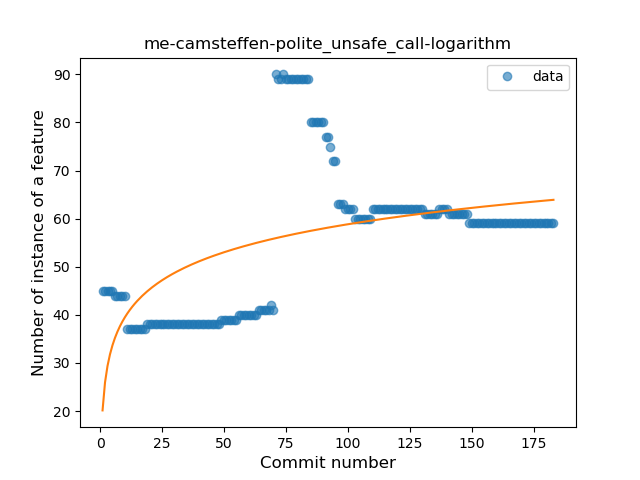 me-camsteffen-polite_unsafe_call-logarithm
data
Number of instance of a feature
90
80
70
60
50
40
30
20
0 25 50 75 100 125 150 175
Commit number